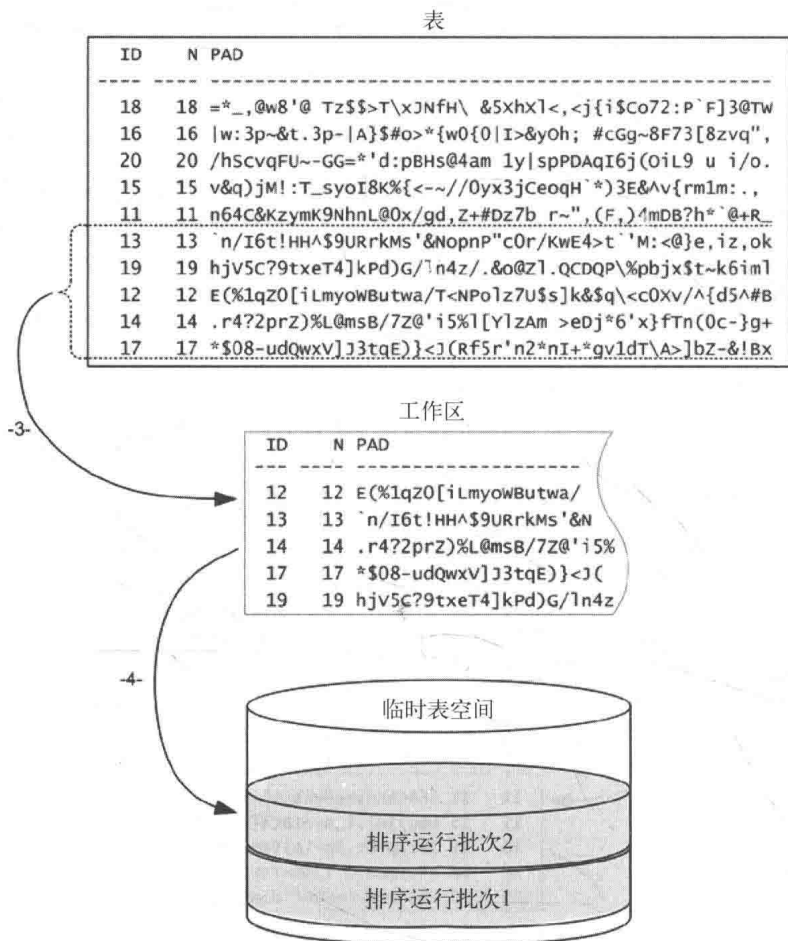 表
ID N PAD
---- ---- ----------------------------------------------------------
18 18 =*_,@w8'@ Tz$$>T\xJNfH\ &5XhXl<,<j{i$Co72:P`F]3@TW
16 16 |w:3p~&t.3p-|A}$#o>*{w0{0|I>&yOh; #cGg~8F73[8zvq",
20 20 /hScvqFU~-GG=*'d:pBHs@4am 1y|spPDAqI6j(OiL9 u i/o.
15 15 v&q)jM!:T_syoI8K%{<-~//0yx3jCeoqH`*)3E&^v{rm1m:.,
11 11 n64C&KzymK9NhnL@0x/gd,Z+#Dz7b r~",(F,)4mDB?h*`@+R_
13 13 `n/I6t!HH^$9URrkMs'&NopnP"c0r/KwE4>t`'M:<@}e,iz,ok
19 19 hjV5C?9txeT4]kPd)G/ln4z/.&o@Zl.QCDQP\%pbjx$t~k6iml
12 12 E(%1qZ0[iLmyoWButwa/T<NPolz7U$s]k&$q\<c0Xv/^{d5^#B
14 14 .r4?2prZ)%L@msB/7Z@'i5%l[YlzAm >eDj*6'x}fTn(0c-}g+
17 17 *$08-udQwxV]J3tqE)}<J(Rf5r'n2*nI+*gv1dT\A>]bZ-&!Bx
-3-
工作区
ID N PAD
--- ---- ---------------------
12 12 E(%1qZ0[iLmyoWButwa/
13 13 `n/I6t!HH^$9URrkMs'&N
14 14 .r4?2prZ)%L@msB/7Z@'i5%
17 17 *$08-udQwxV]J3tqE)}<J(
19 19 hjV5C?9txeT4]kPd)G/ln4z
-4-
临时表空间
排序运行批次2
排序运行批次1